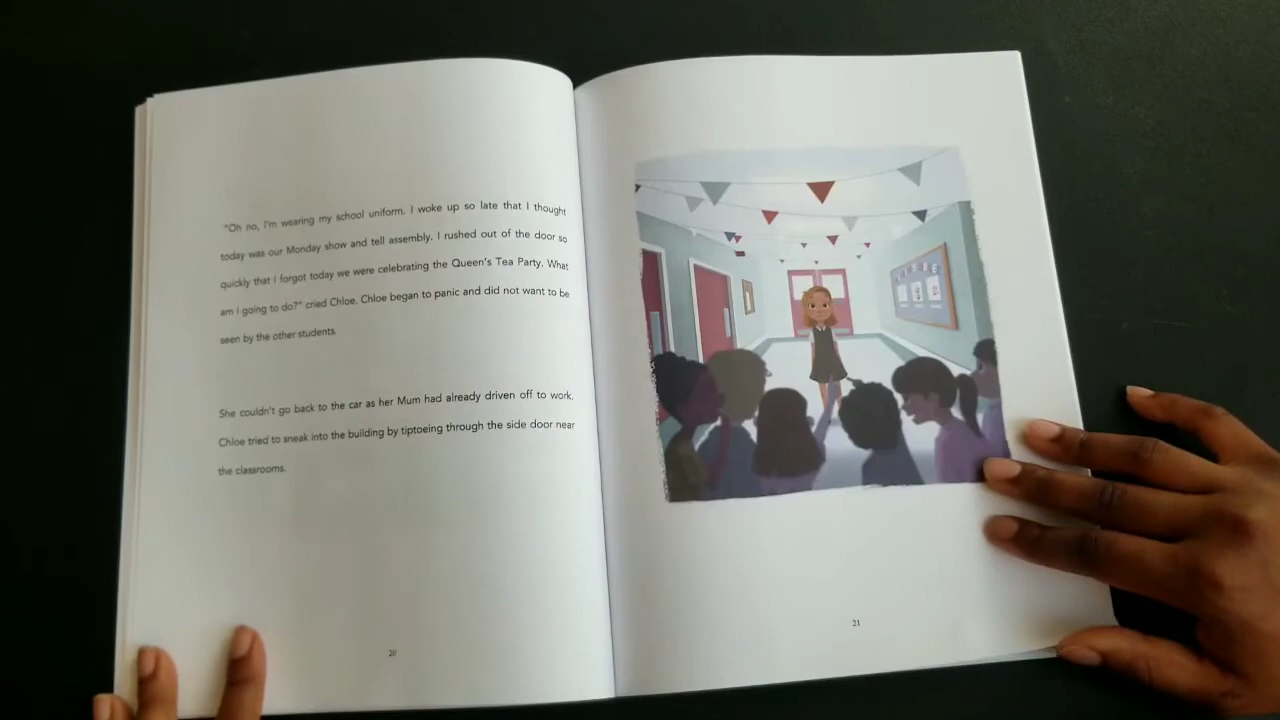 "Oh no, I'm wearing my school uniform. I woke up so late that I thought
today was our Monday show and tell assembly. I rushed out of the door so
quickly that I forgot today we were celebrating the Queen's Tea Party. What
am I going to do?" cried Chloe. Chloe began to panic and did not want to be
seen by the other students.
She couldn't go back to the car as her Mum had already driven off to work.
Chloe tried to sneak into the building by tiptoeing through the side door near
the classrooms.
20
21